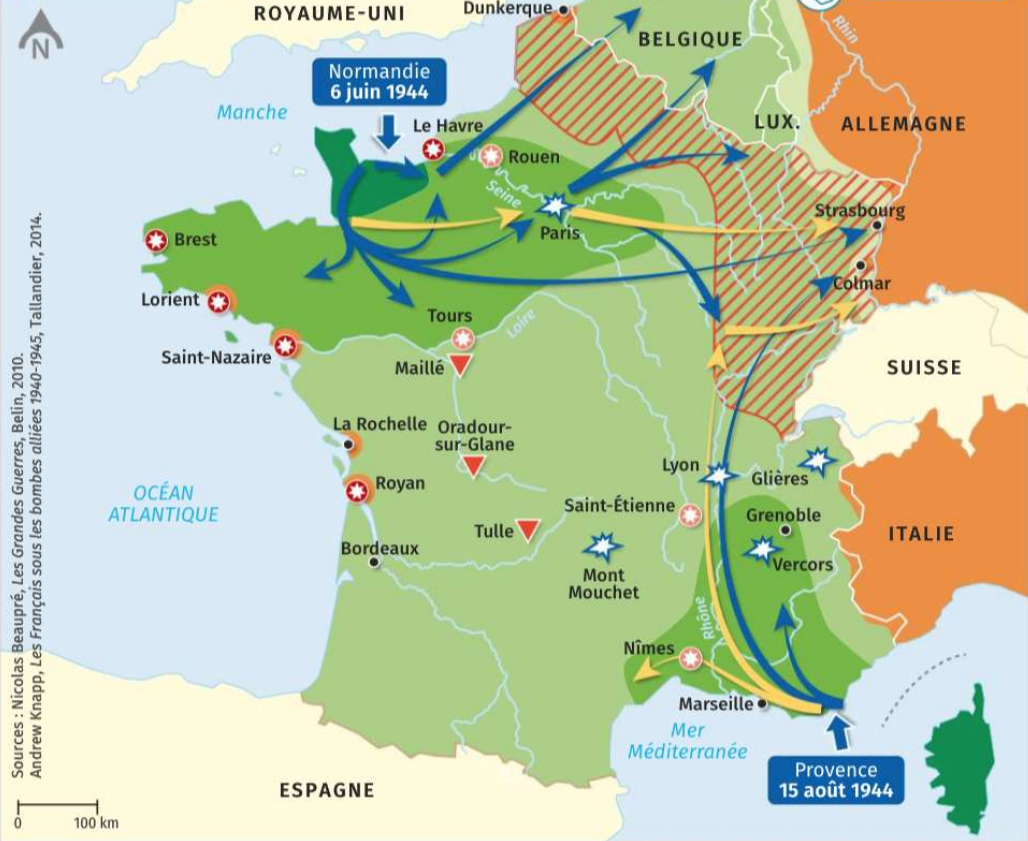 ROYAUME-UNI
Dunkerque
BELGIQUE
Rhin
N
Normandie
6 juin 1944
Manche
Le Havre
LUX.
ALLEMAGNE
Rouen
Seine
Paris
Strasbourg
Brest
Colmar
Lorient
Tours
Loire
Saint-Nazaire
Maillé
SUISSE
La Rochelle
Oradour-
sur-Glane
Lyon
Glières
Royan
OCÉAN
ATLANTIQUE
Saint-Étienne
Grenoble
Tulle
ITALIE
Bordeaux
Mont
Mouchet
Vercors
Rhône
Nîmes
Marseille
Mer
Méditerranée
Provence
15 août 1944
ESPAGNE
0 100 km
Sources : Nicolas Beaupré, Les Grandes Guerres, Belin, 2010.
Andrew Knapp, Les Français sous les bombes alliées 1940-1945, Tallandier, 2014.